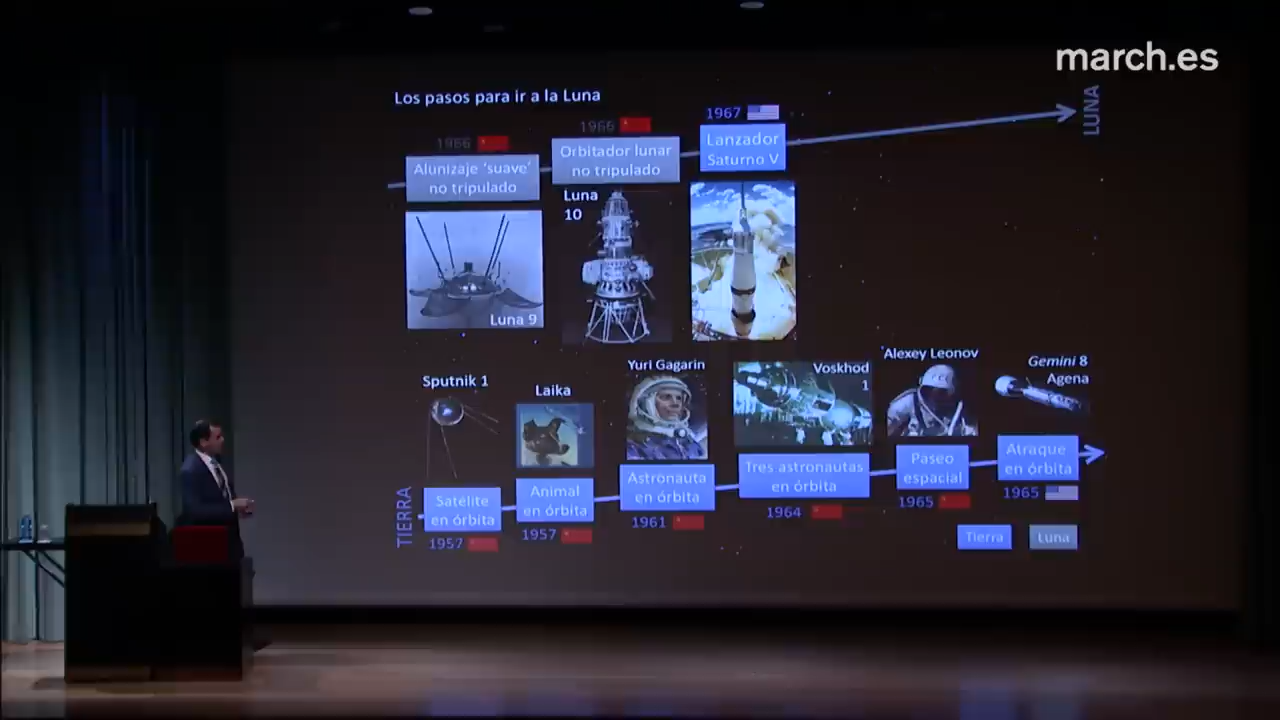 march.es
Los pasos para ir a la Luna
1966
1966
1967
Alunizaje 'suave'
no tripulado
Orbitador lunar
no tripulado
Lanzador
Saturno V
LUNA
Luna
10
Luna 9
Sputnik 1
Laika
Yuri Gagarin
Voskhod
1
Alexey Leonov
Gemini 8
Agena
TIERRA
Satélite
en órbita
1957
Animal
en órbita
1957
Astronauta
en órbita
1961
Tres astronautas
en órbita
1964
Paseo
espacial
1965
Atraque
en órbita
1965
Tierra
Luna